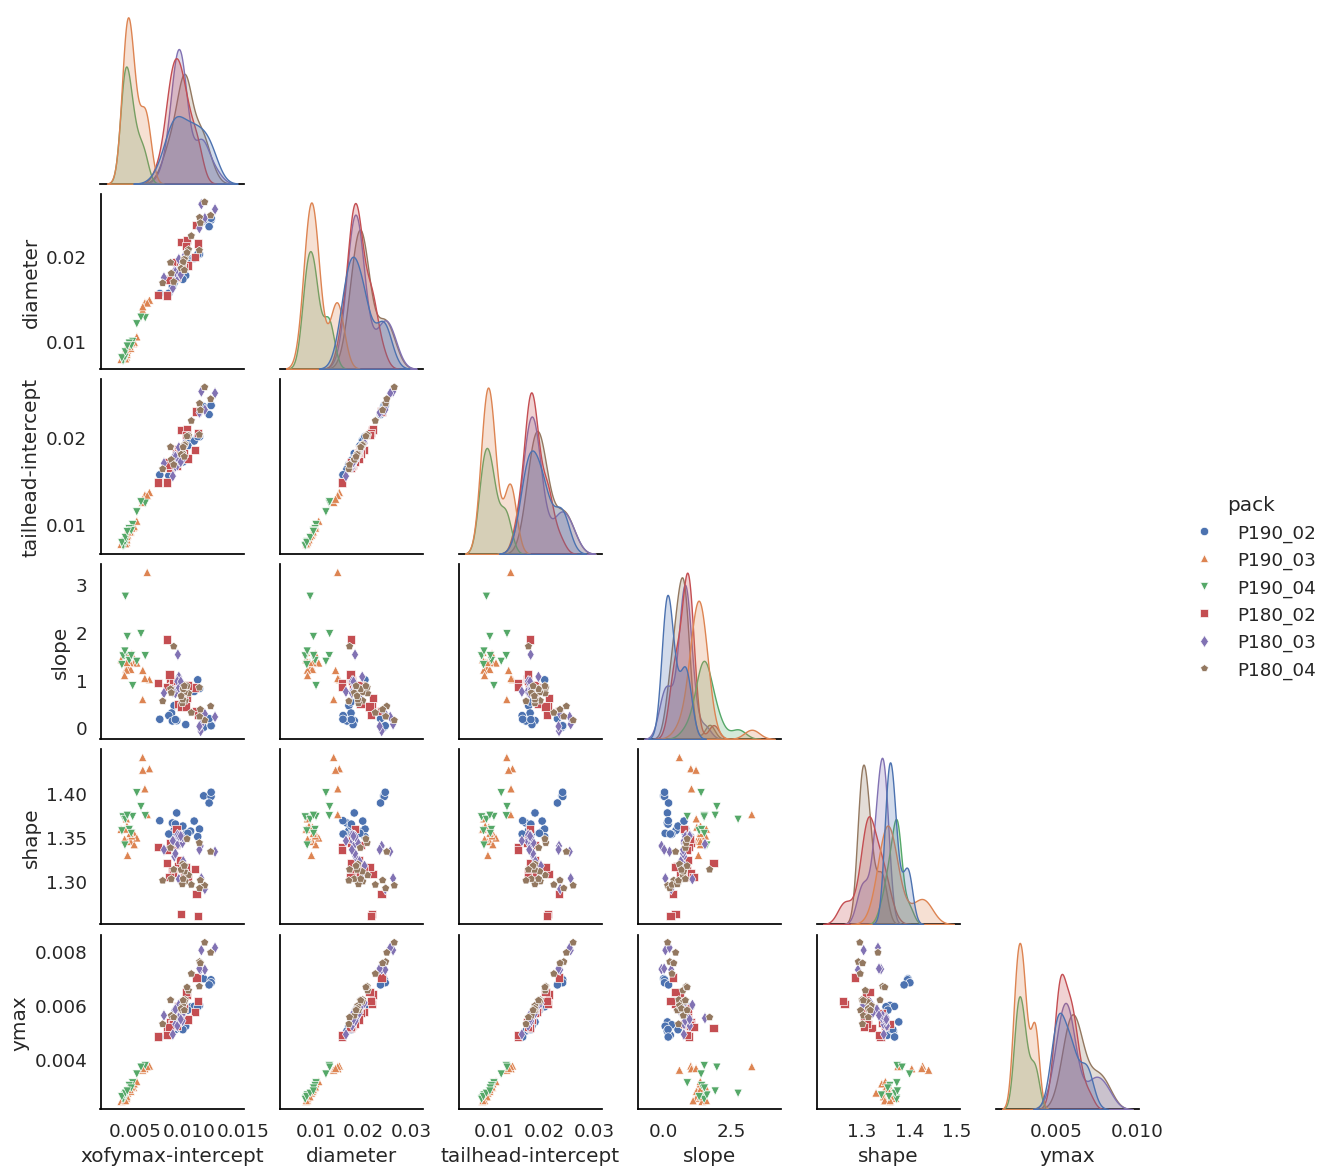 diameter
0.02
0.01
tailhead-intercept
0.02
0.01
slope
3
2
1
0
shape
1.40
1.35
1.30
ymax
0.008
0.006
0.004
0.005 0.010 0.015
xofymax-intercept
0.01 0.02 0.03
diameter
0.01 0.02 0.03
tailhead-intercept
0.0 2.5
slope
1.3 1.4 1.5
shape
0.005 0.010
ymax
pack
P190_02
P190_03
P190_04
P180_02
P180_03
P180_04